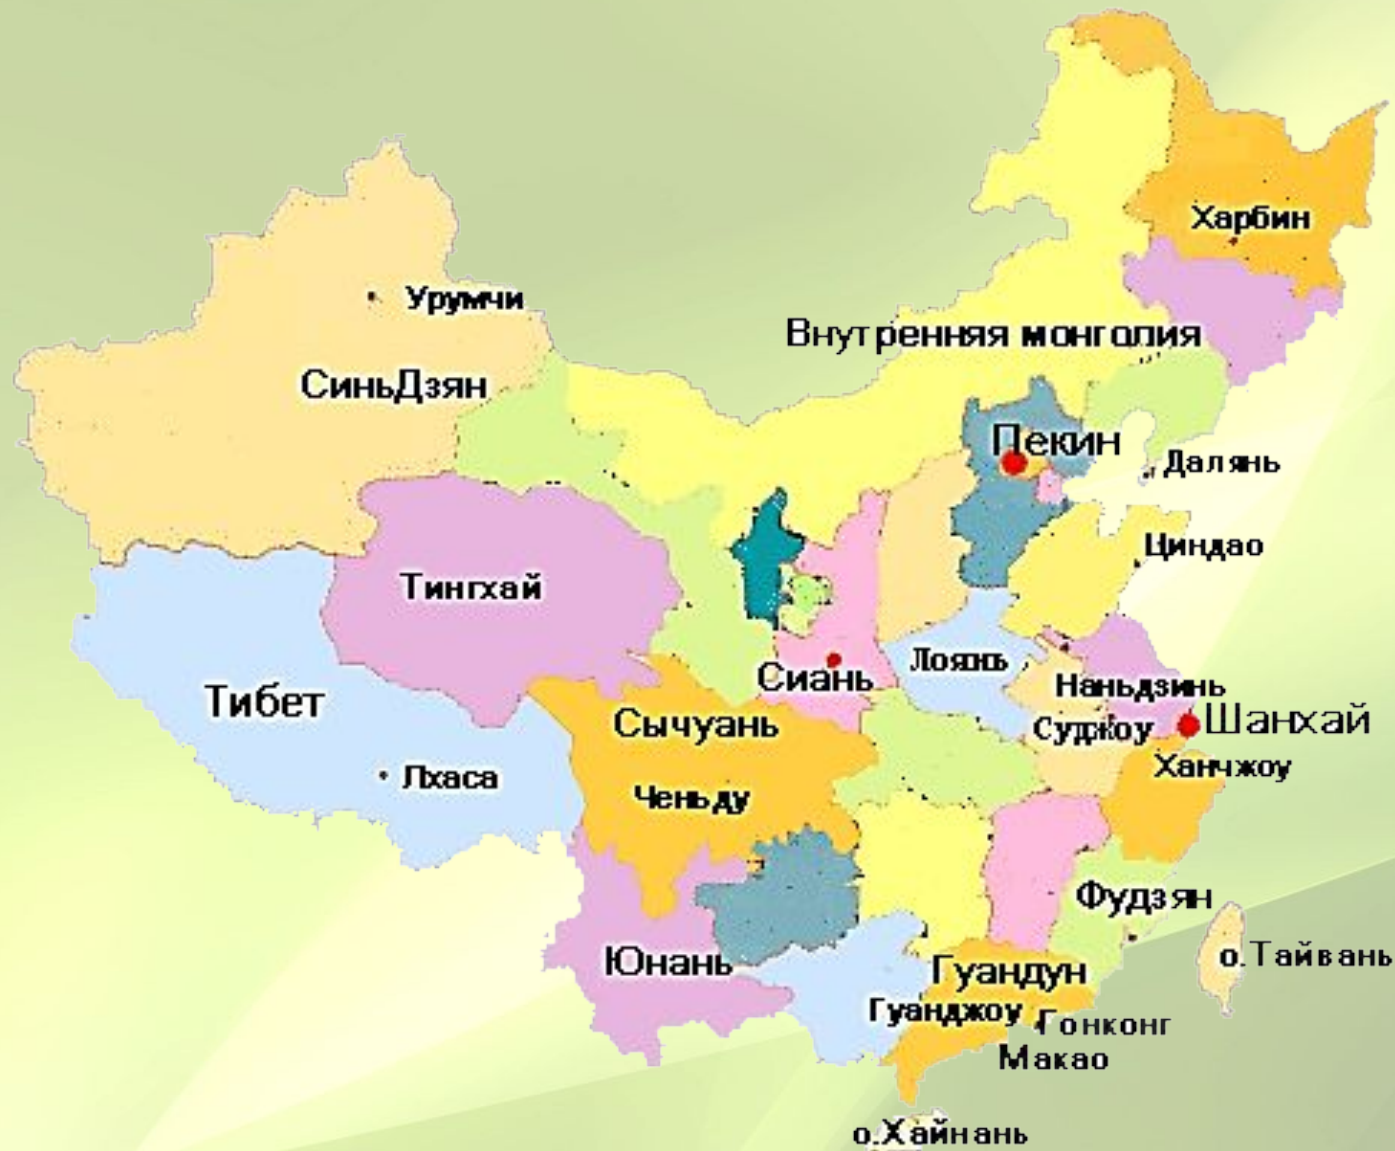 Харбин
Урумчи
Внутренняя монголия
СиньДзян
Пекин
Далянь
Циндао
Тингхай
Лоянь
Сиань
Наньдзинь
Тибет
Сычуань
Суджоу
Шанхай
Ханчжоу
Лхаса
Ченьду
Фудзян
Юнань
о.Тайвань
Гуандун
Гуанджоу
Гонконг
Макао
о.Хайнань